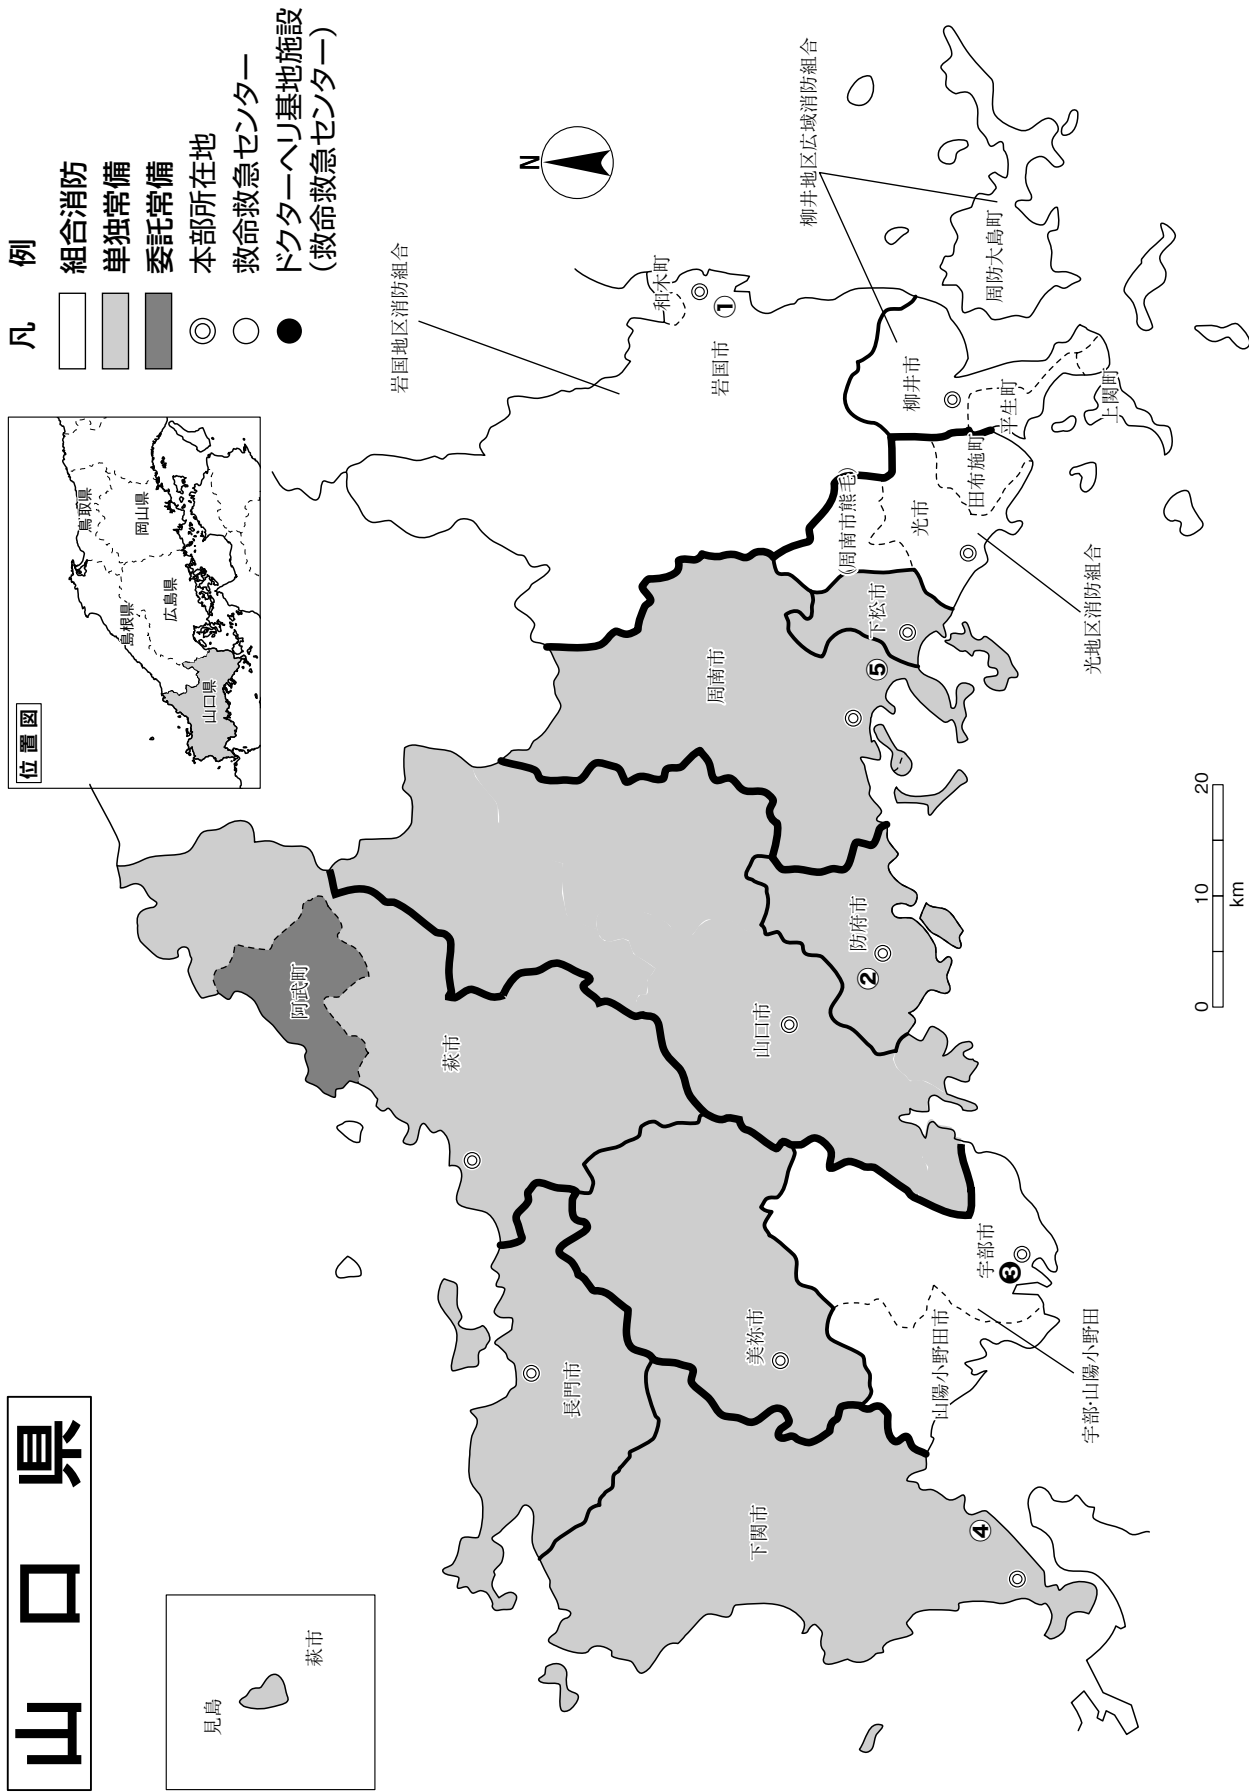 山口県
見島
萩市
位置図
鳥取県
島根県
岡山県
広島県
山口県
凡例
組合消防
単独常備
委託常備
本部所在地
救命救急センター
ドクターヘリ基地施設
(救命救急センター)
N
岩国地区消防組合
和木町
①
岩国市
柳井地区広域消防組合
周防大島町
柳井市
平生町
上関町
田布施町
(周南市熊毛)
光市
光地区消防組合
下松市
⑤
周南市
阿武町
萩市
防府市
②
山口市
長門市
美祢市
宇部市
❸
山陽小野田市
宇部・山陽小野田
下関市
④
0 10 20
km